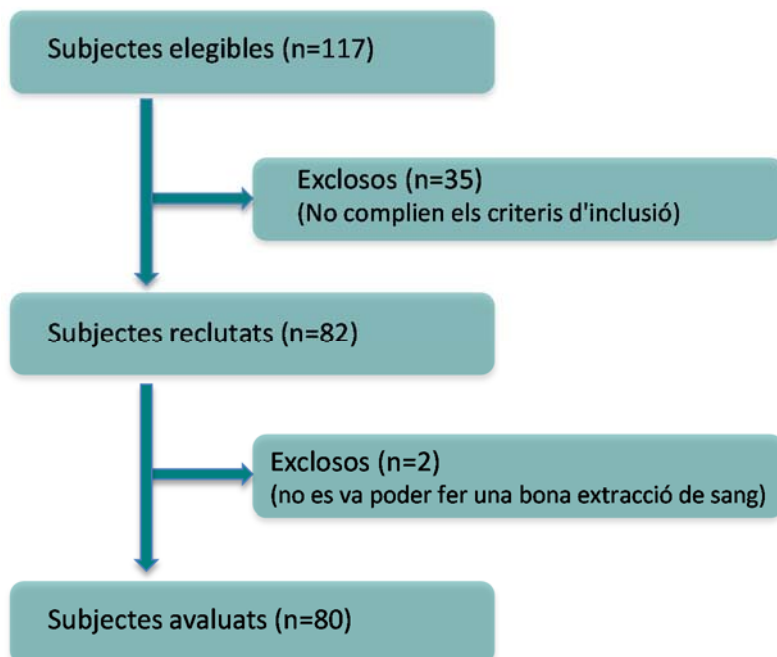 Subjectes elegibles (n=117)
Exclosos (n=35)
(No complien els criteris d'inclusió)
Subjectes reclutats (n=82)
Exclosos (n=2)
(no es va poder fer una bona extracció de sang)
Subjectes avaluats (n=80)